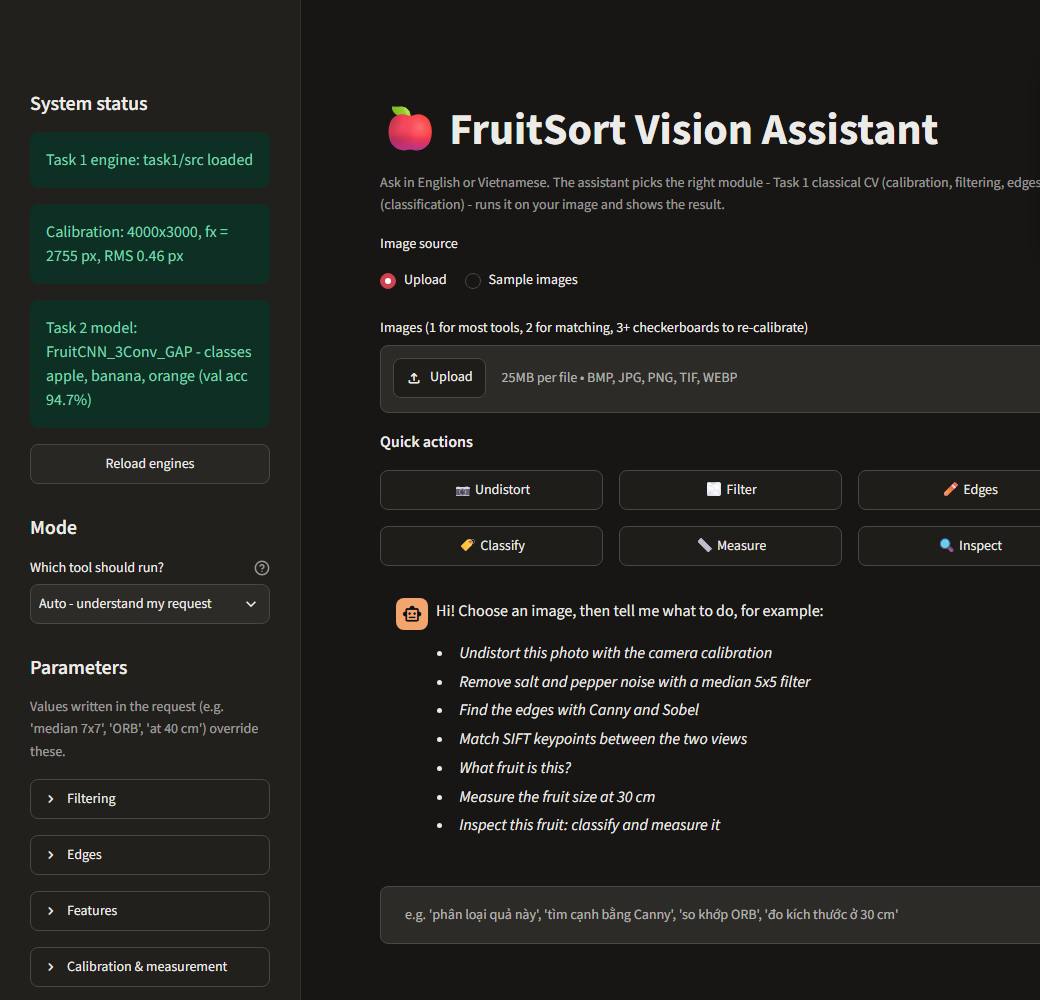 System status
Task 1 engine: task1/src loaded
Calibration: 4000x3000, fx =
2755 px, RMS 0.46 px
Task 2 model:
FruitCNN_3Conv_GAP - classes
apple, banana, orange (val acc
94.7%)
Reload engines
Mode
Which tool should run?
Auto - understand my request
Parameters
Values written in the request (e.g.
'median 7x7', 'ORB', 'at 40 cm') override
these.
Filtering
Edges
Features
Calibration & measurement
FruitSort Vision Assistant
Ask in English or Vietnamese. The assistant picks the right module - Task 1 classical CV (calibration, filtering, edges
(classification) - runs it on your image and shows the result.
Image source
Upload
Sample images
Images (1 for most tools, 2 for matching, 3+ checkerboards to re-calibrate)
Upload
25MB per file • BMP, JPG, PNG, TIF, WEBP
Quick actions
Undistort
Filter
Edges
Classify
Measure
Inspect
Hi! Choose an image, then tell me what to do, for example:
• Undistort this photo with the camera calibration
• Remove salt and pepper noise with a median 5x5 filter
• Find the edges with Canny and Sobel
• Match SIFT keypoints between the two views
• What fruit is this?
• Measure the fruit size at 30 cm
• Inspect this fruit: classify and measure it
e.g. 'phân loại quả này', 'tìm cạnh bằng Canny', 'so khớp ORB', 'đo kích thước ở 30 cm'